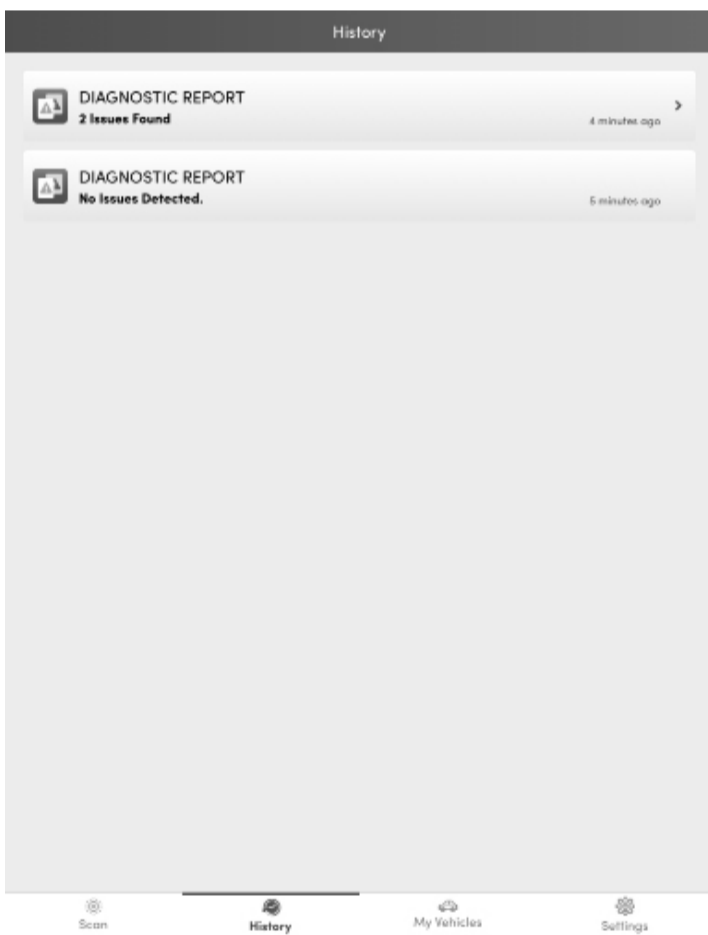 History
DIAGNOSTIC REPORT
2 Issues Found
4 minutes ago
DIAGNOSTIC REPORT
No Issues Detected.
5 minutes ago
Scan
History
My Vehicles
Settings